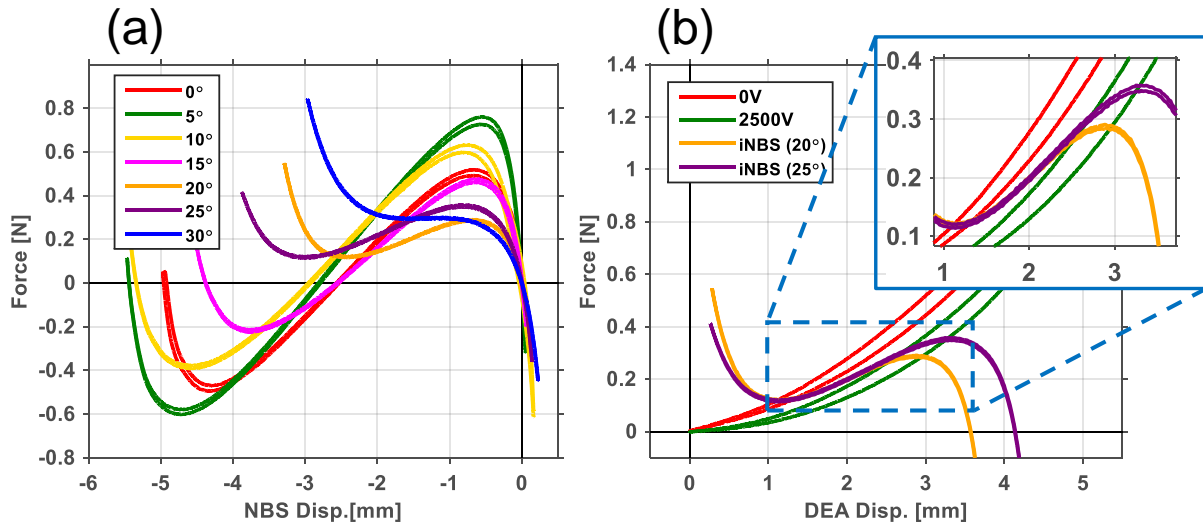 (a)
Force [N]
0.8
0.6
0.4
0.2
0
-0.2
-0.4
-0.6
-0.8
0°
5°
10°
15°
20°
25°
30°
-6 -5 -4 -3 -2 -1 0
NBS Disp.[mm]
(b)
Force [N]
1.4
1.2
1
0.8
0.6
0.4
0.2
0
0V
2500V
iNBS (20°)
iNBS (25°)
0 1 2 3 4 5
DEA Disp. [mm]
0.4
0.3
0.2
0.1
1 2 3